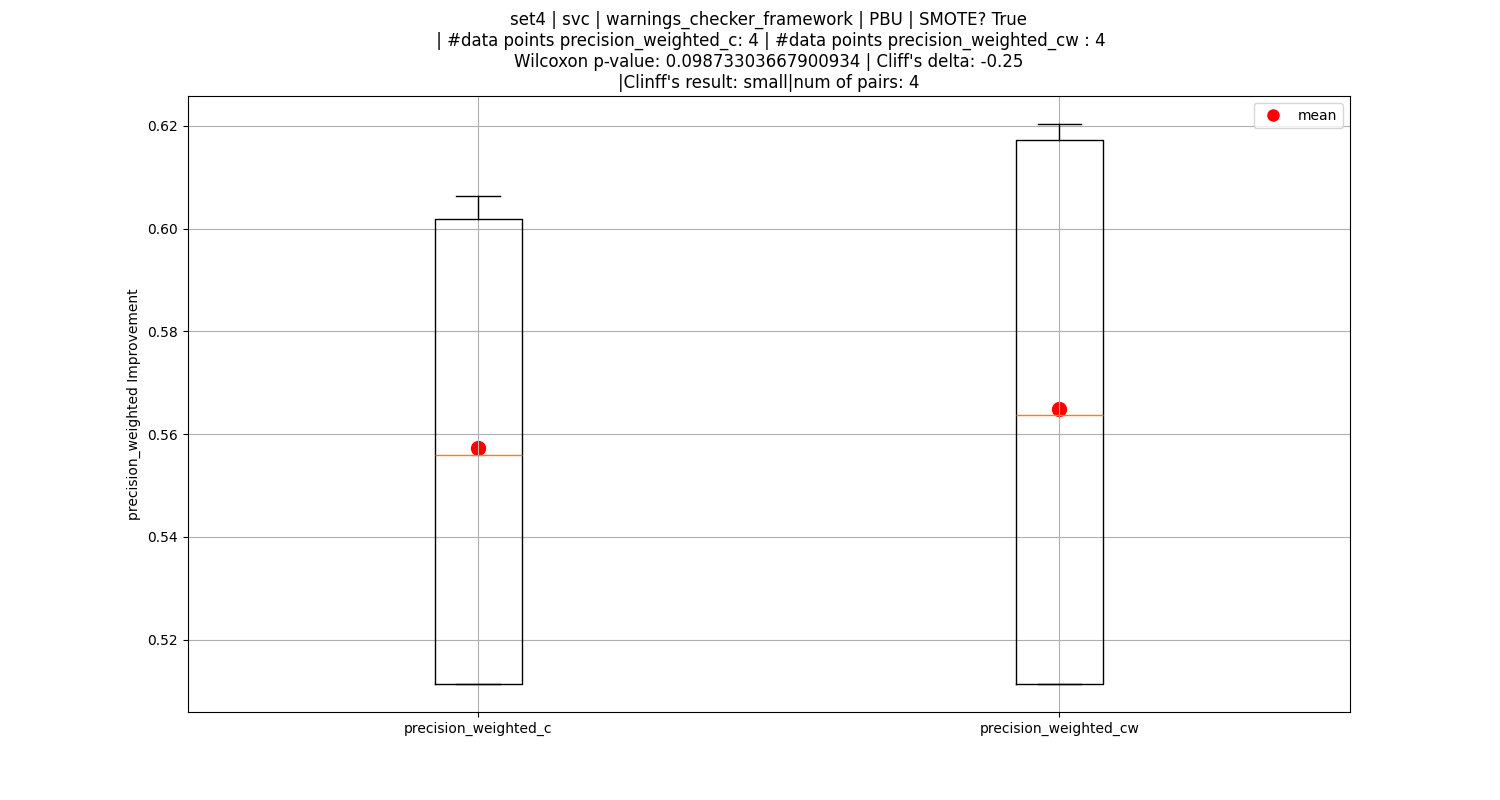 set4 | svc | warnings_checker_framework | PBU | SMOTE? True
| #data points precision_weighted_c: 4 | #data points precision_weighted_cw : 4
Wilcoxon p-value: 0.09873303667900934 | Cliff's delta: -0.25
|Clinff's result: small|num of pairs: 4
mean
0.62
0.60
0.58
0.56
0.54
0.52
precision_weighted Improvement
precision_weighted_c
precision_weighted_cw